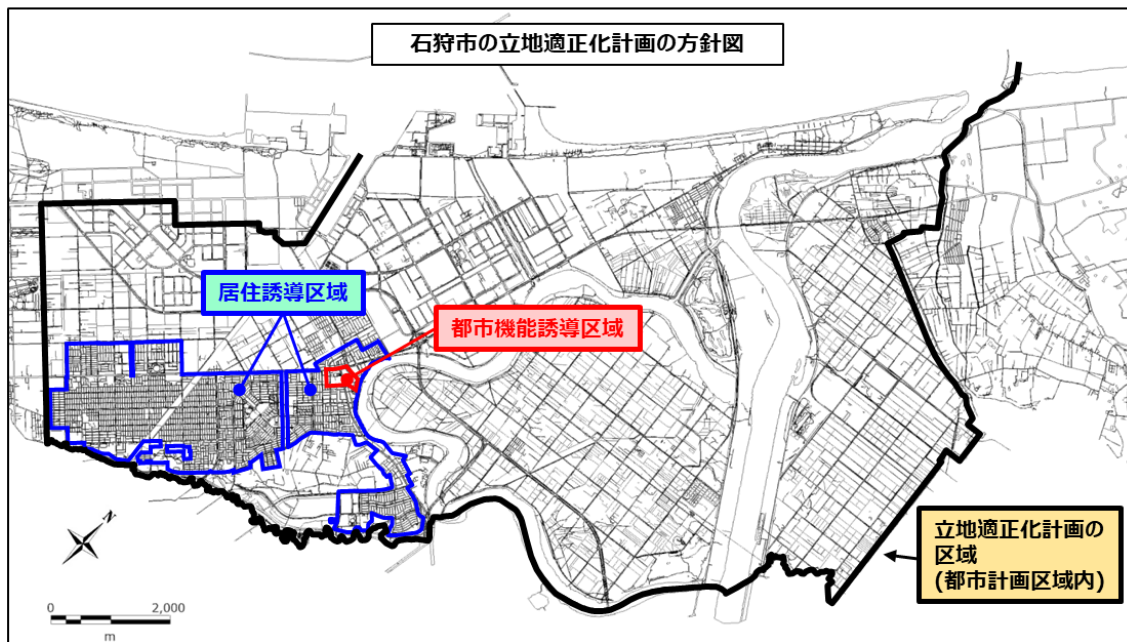 石狩市の立地適正化計画の方針図
居住誘導区域
都市機能誘導区域
立地適正化計画の
区域
(都市計画区域内)
N
0 2,000
m